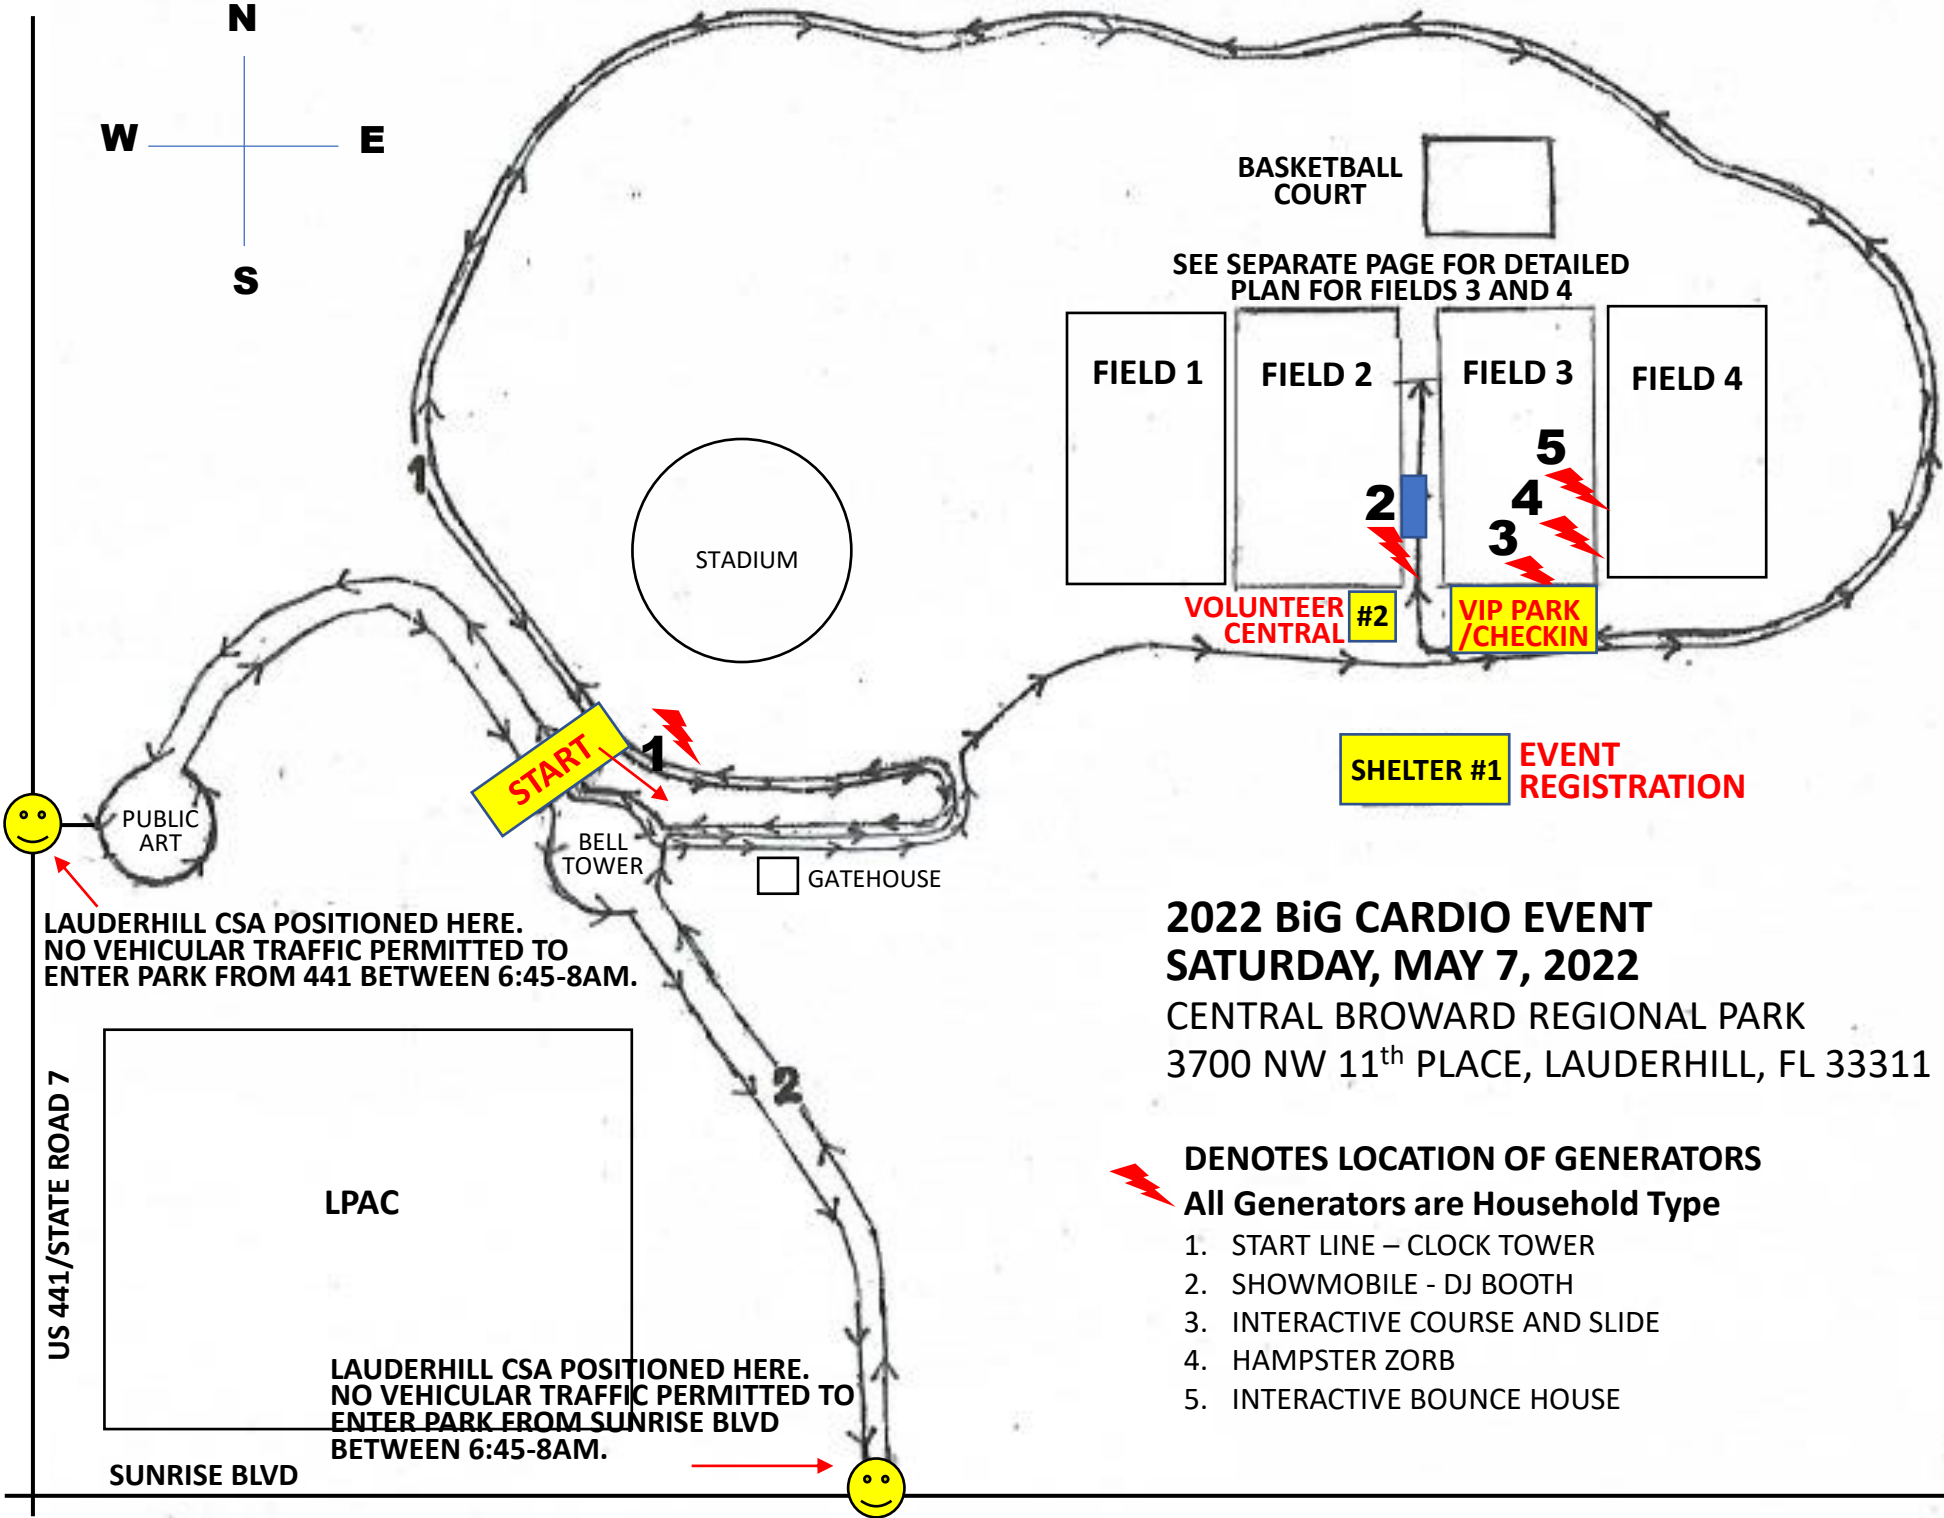 N
W
E
S
BASKETBALL
COURT
SEE SEPARATE PAGE FOR DETAILED
PLAN FOR FIELDS 3 AND 4
FIELD 1
FIELD 2
FIELD 3
FIELD 4
5
4
3
2
1
STADIUM
VOLUNTEER
CENTRAL
#2
VIP PARK
/CHECKIN
START
1
SHELTER #1
EVENT
REGISTRATION
PUBLIC
ART
BELL
TOWER
GATEHOUSE
LAUDERHILL CSA POSITIONED HERE.
NO VEHICULAR TRAFFIC PERMITTED TO
ENTER PARK FROM 441 BETWEEN 6:45-8AM.
2022 BiG CARDIO EVENT
SATURDAY, MAY 7, 2022
CENTRAL BROWARD REGIONAL PARK
3700 NW 11th PLACE, LAUDERHILL, FL 33311
2
US 441/STATE ROAD 7
LPAC
DENOTES LOCATION OF GENERATORS
All Generators are Household Type
1. START LINE – CLOCK TOWER
2. SHOWMOBILE - DJ BOOTH
3. INTERACTIVE COURSE AND SLIDE
4. HAMPSTER ZORB
5. INTERACTIVE BOUNCE HOUSE
LAUDERHILL CSA POSITIONED HERE.
NO VEHICULAR TRAFFIC PERMITTED TO
ENTER PARK FROM SUNRISE BLVD
BETWEEN 6:45-8AM.
SUNRISE BLVD